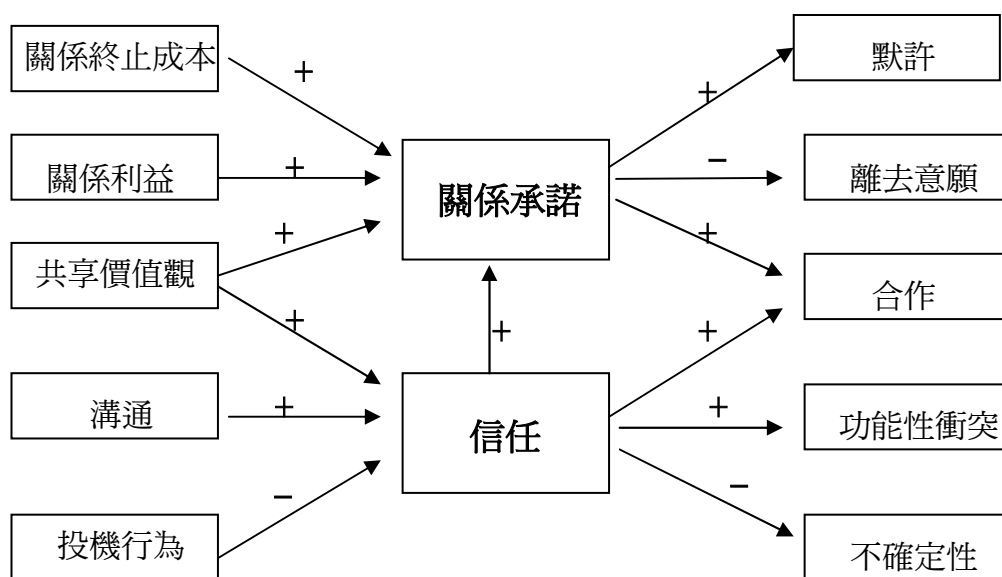 關係終止成本
+
默許
+
關係利益
+
關係承諾
−
離去意願
共享價值觀
+
+
合作
+
+
+
溝通
+
信任
+
功能性衝突
投機行為
−
−
不確定性